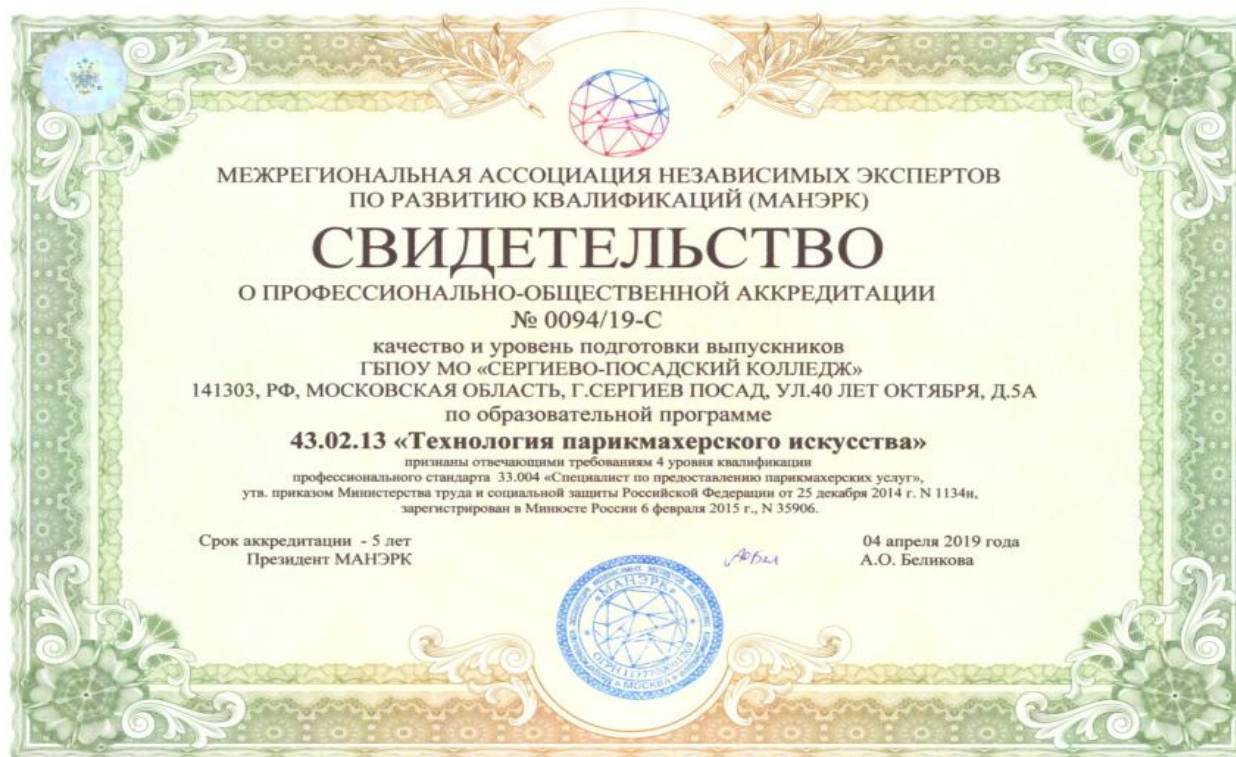 МЕЖРЕГИОНАЛЬНАЯ АССОЦИАЦИЯ НЕЗАВИСИМЫХ ЭКСПЕРТОВ
ПО РАЗВИТИЮ КВАЛИФИКАЦИЙ (МАНЭРК)
СВИДЕТЕЛЬСТВО
О ПРОФЕССИОНАЛЬНО-ОБЩЕСТВЕННОЙ АККРЕДИТАЦИИ
№ 0094/19-С
качество и уровень подготовки выпускников
ГБПОУ МО «СЕРГИЕВО-ПОСАДСКИЙ КОЛЛЕДЖ»
141303, РФ, МОСКОВСКАЯ ОБЛАСТЬ, Г.СЕРГИЕВ ПОСАД, УЛ.40 ЛЕТ ОКТЯБРЯ, Д.5А
по образовательной программе
43.02.13 «Технология парикмахерского искусства»
признаны отвечающими требованиям 4 уровня квалификации
профессионального стандарта 33.004 «Специалист по предоставлению парикмахерских услуг»,
утв. приказом Министерства труда и социальной защиты Российской Федерации от 25 декабря 2014 г. N 1134н,
зарегистрирован в Минюсте России 6 февраля 2015 г., N 35906.
Срок аккредитации - 5 лет 04 апреля 2019 года
Президент МАНЭРК А.О. Беликова
«МАНЭРК»
МОСКВА